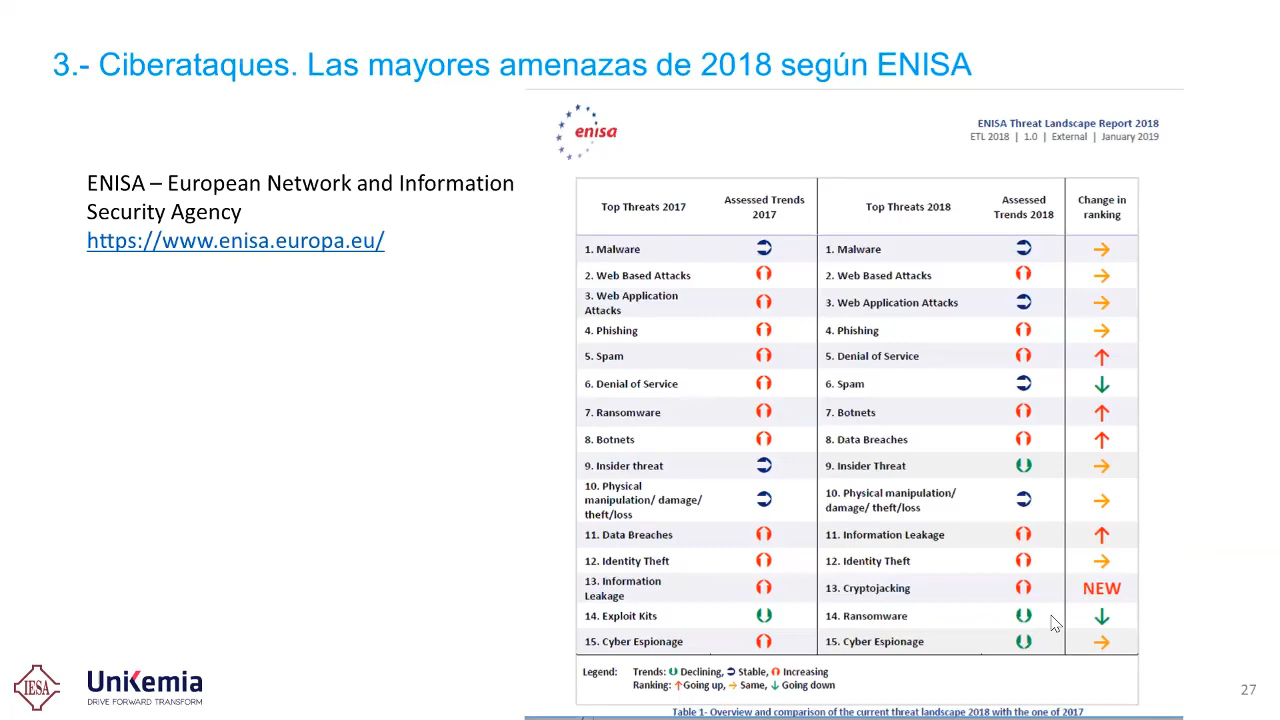 3.- Ciberataques. Las mayores amenazas de 2018 según ENISA
enisa
ENISA Threat Landscape Report 2018
ETL 2018 | 1.0 | External | January 2019
ENISA – European Network and Information
Security Agency
https://www.enisa.europa.eu/
Top Threats 2017
Assessed Trends
2017
Top Threats 2018
Assessed
Trends 2018
Change in
ranking
1. Malware
1. Malware
2. Web Based Attacks
2. Web Based Attacks
3. Web Application
Attacks
3. Web Application Attacks
4. Phishing
4. Phishing
5. Spam
5. Denial of Service
6. Denial of Service
6. Spam
7. Ransomware
7. Botnets
8. Botnets
8. Data Breaches
9. Insider threat
9. Insider Threat
10. Physical
manipulation/ damage/
theft/loss
10. Physical manipulation/
damage/ theft/loss
11. Data Breaches
11. Information Leakage
12. Identity Theft
12. Identity Theft
13. Information
Leakage
13. Cryptojacking
NEW
14. Exploit Kits
14. Ransomware
15. Cyber Espionage
15. Cyber Espionage
Legend:
Trends: Declining, Stable, Increasing
Ranking: Going up, Same, Going down
Table 1- Overview and comparison of the current threat landscape 2018 with the one of 2017
IESA
UniKemia
DRIVE FORWARD TRANSFORM
27